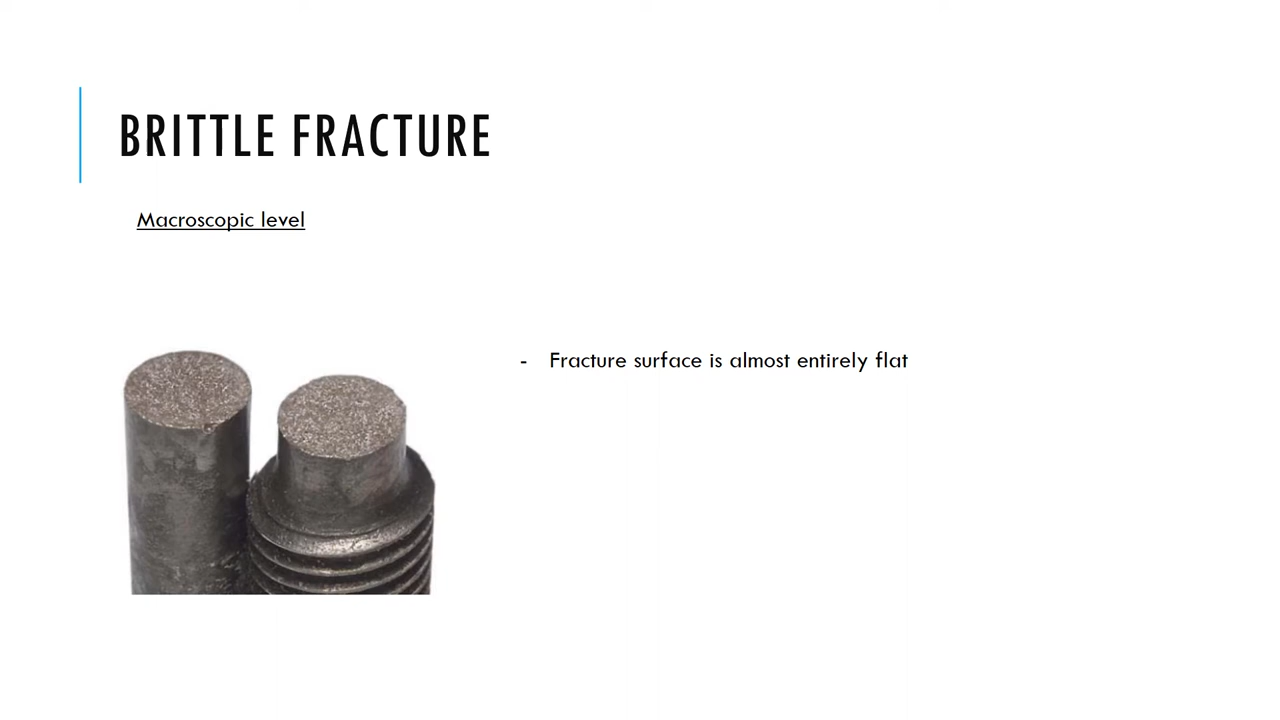 BRITTLE FRACTURE
Macroscopic level
- Fracture surface is almost entirely flat